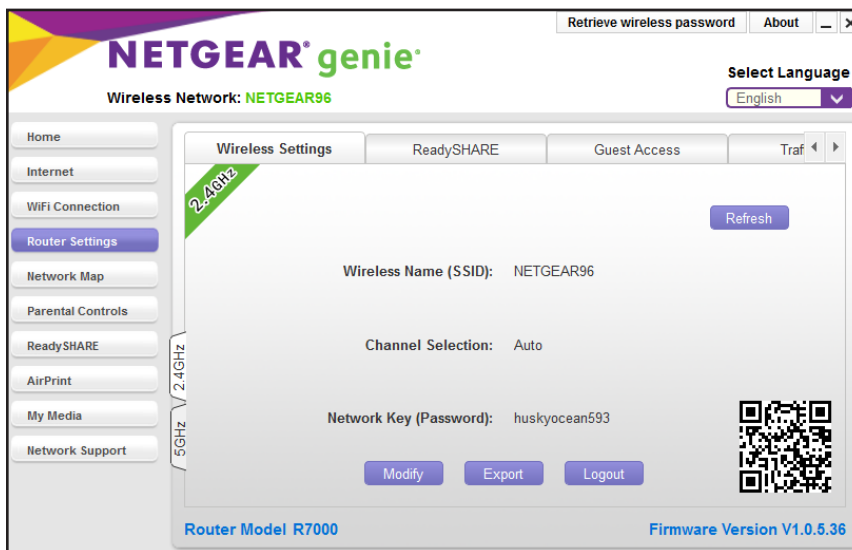 Retrieve wireless password About
NETGEAR® genie®
Select Language
Wireless Network: NETGEAR96
English
Home
Internet
WiFi Connection
Router Settings
Network Map
Parental Controls
ReadySHARE
AirPrint
My Media
Network Support
Wireless Settings ReadySHARE Guest Access Traf
2.4GHz
Refresh
Wireless Name (SSID): NETGEAR96
Channel Selection: Auto
2.4GHz
Network Key (Password): huskyocean593
5GHz
Modify Export Logout
Router Model R7000 Firmware Version V1.0.5.36